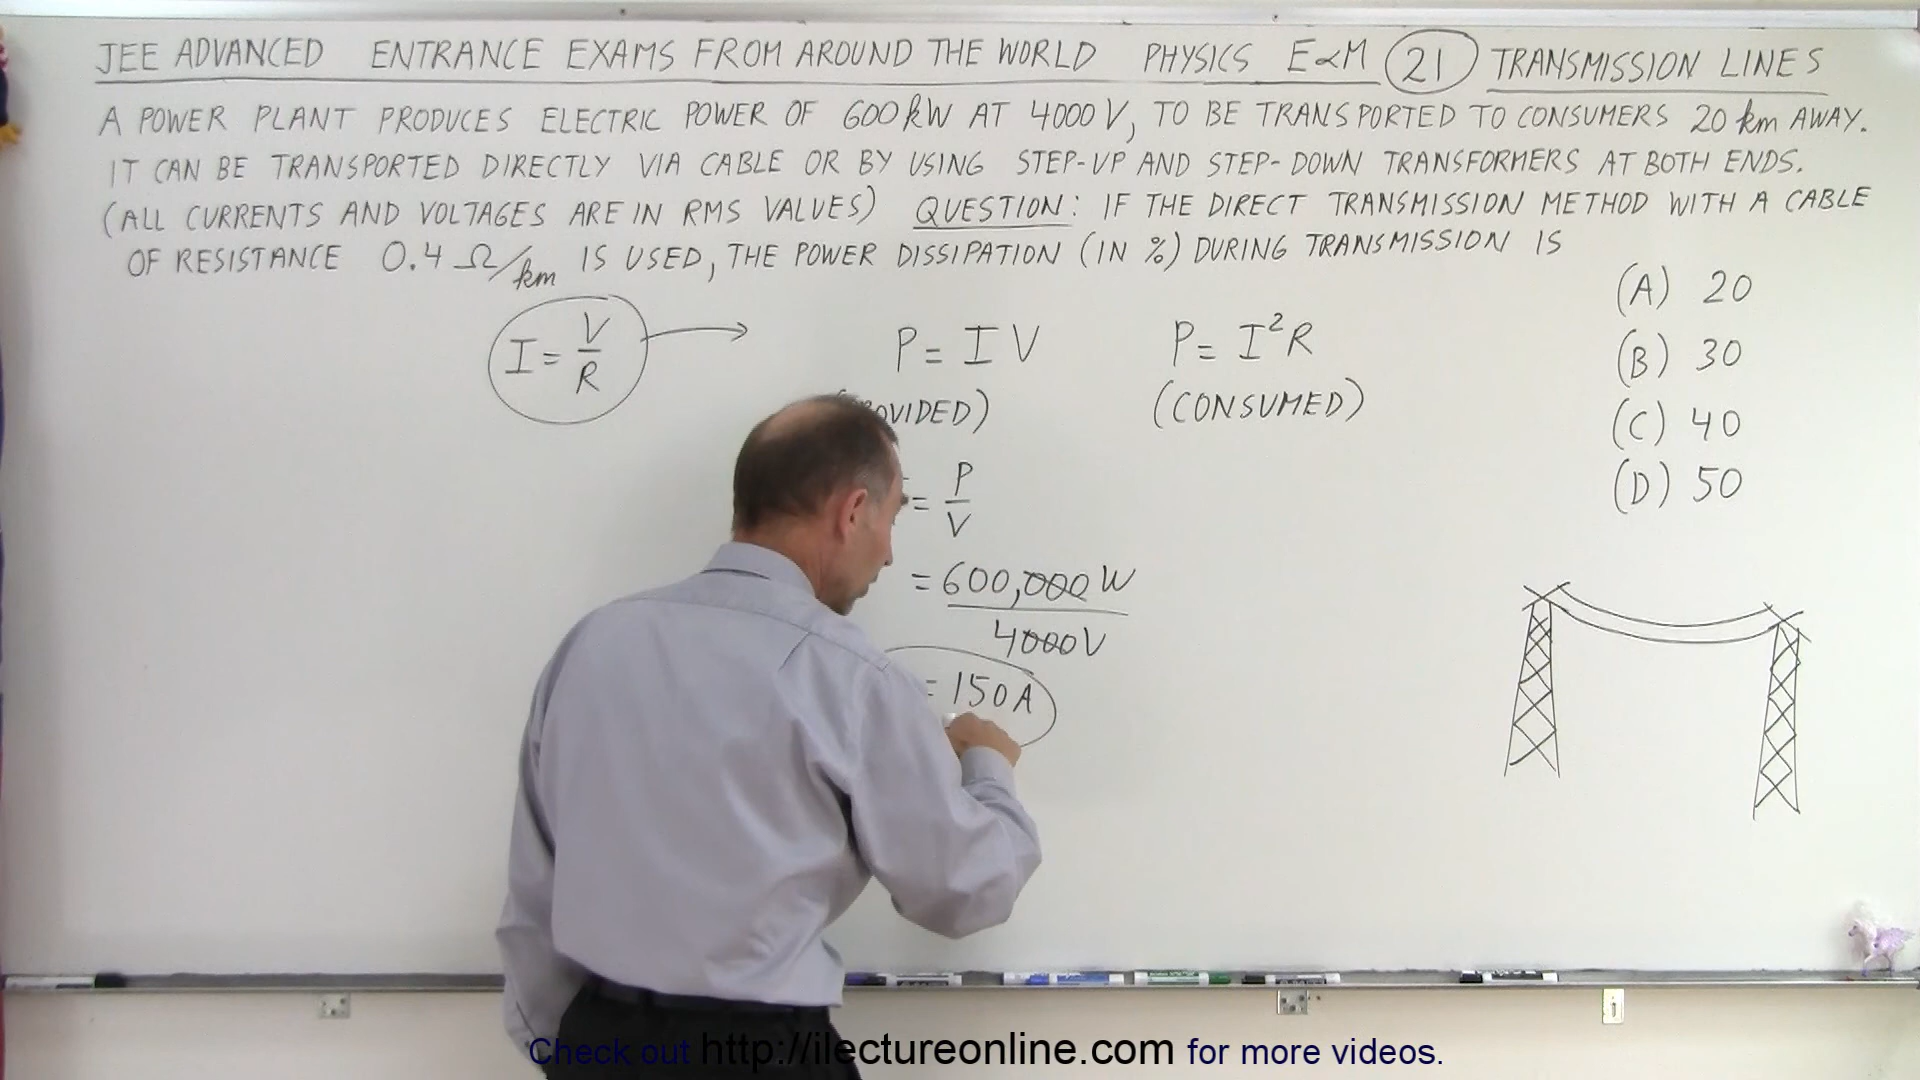 JEE ADVANCED ENTRANCE EXAMS FROM AROUND THE WORLD PHYSICS E&M 21 TRANSMISSION LINES
A POWER PLANT PRODUCES ELECTRIC POWER OF 600 kW AT 4000 V, TO BE TRANSPORTED TO CONSUMERS 20 km AWAY.
IT CAN BE TRANSPORTED DIRECTLY VIA CABLE OR BY USING STEP-UP AND STEP-DOWN TRANSFORMERS AT BOTH ENDS.
(ALL CURRENTS AND VOLTAGES ARE IN RMS VALUES) QUESTION: IF THE DIRECT TRANSMISSION METHOD WITH A CABLE
OF RESISTANCE 0.4 Ω/km IS USED, THE POWER DISSIPATION (IN %) DURING TRANSMISSION IS
(A) 20
(B) 30
(C) 40
(D) 50
I = V/R
P = IV
P = I²R
(CONSUMED)
= P/V
= 600,000 W
4000 V
= 150 A
Check out http://ilectureonline.com for more videos.